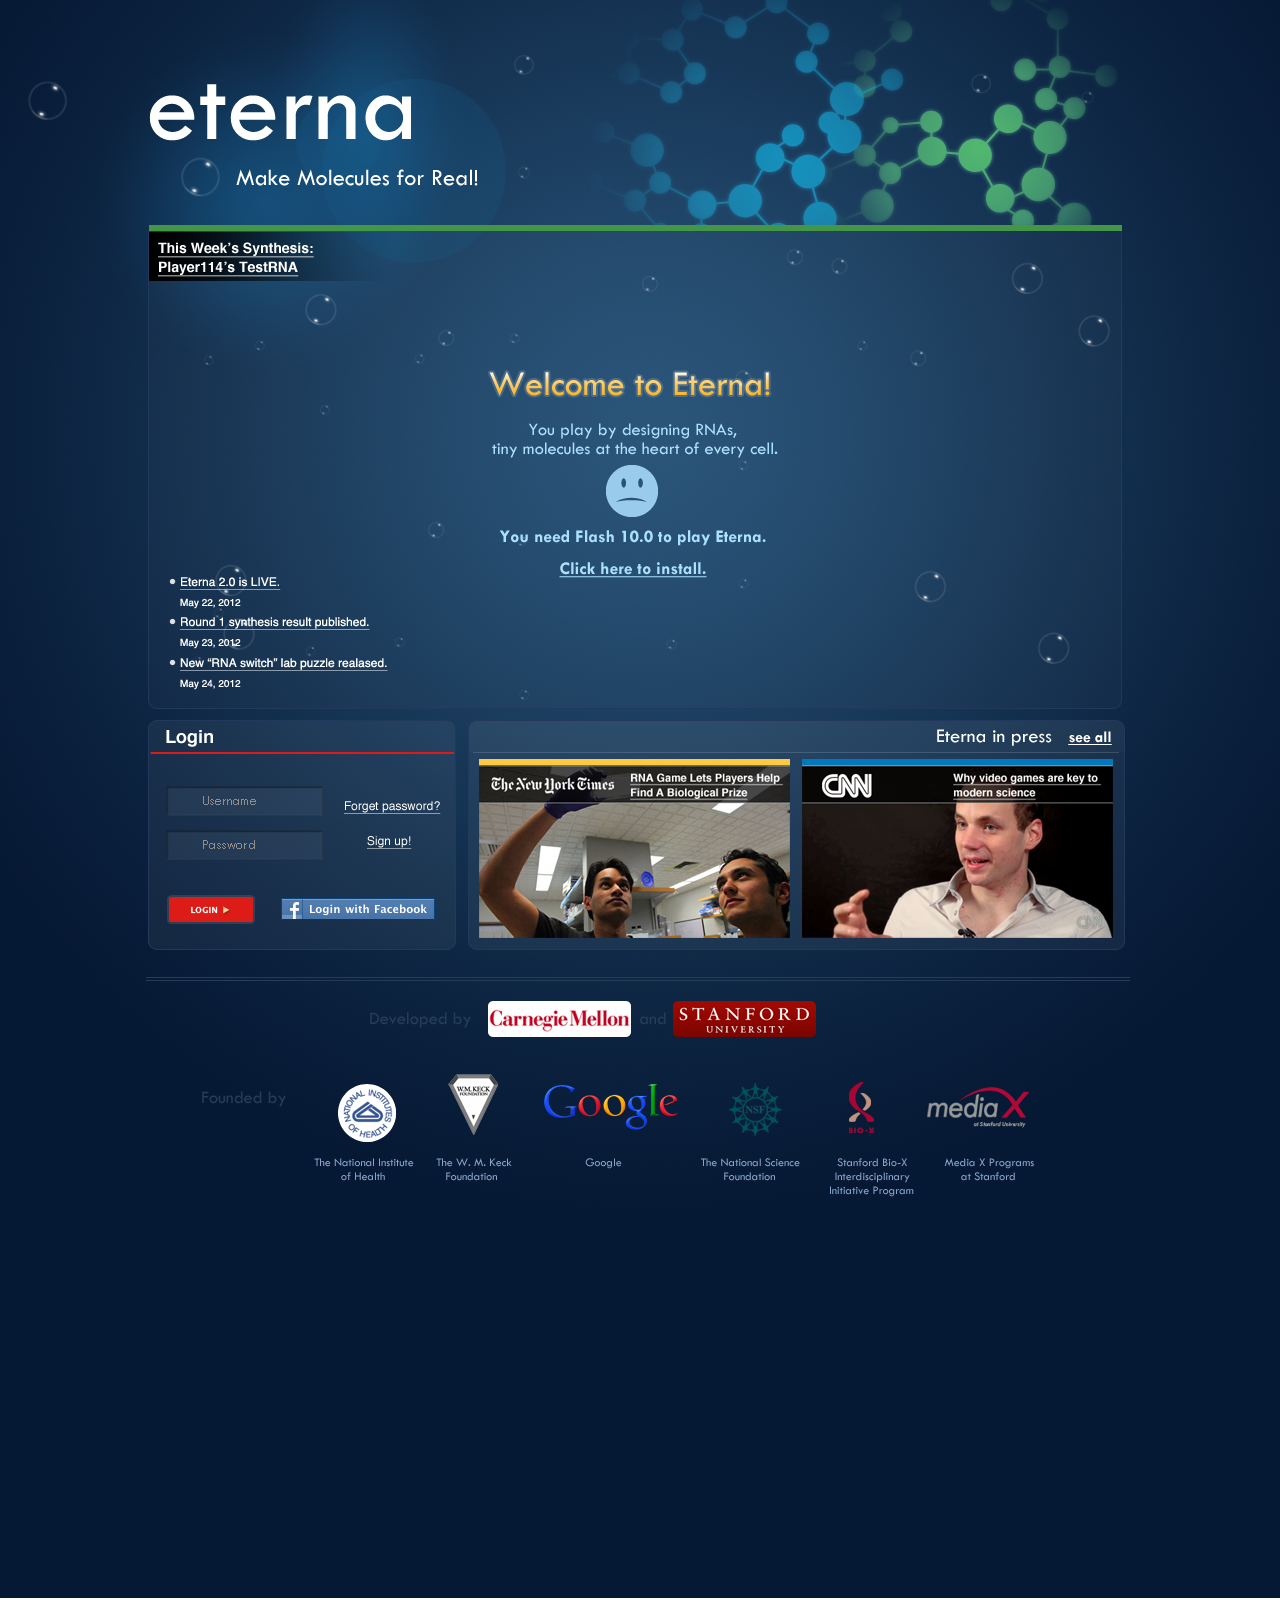 eterna
Make Molecules for Real!
This Week's Synthesis:
Player114's TestRNA
Welcome to Eterna!
You play by designing RNAs,
tiny molecules at the heart of every cell.
You need Flash 10.0 to play Eterna.
Click here to install.
Eterna 2.0 is LIVE.
May 22, 2012
Round 1 synthesis result published.
May 23, 2012
New “RNA switch” lab puzzle realased.
May 24, 2012
Login
Username
Forget password?
Password
Sign up!
LOGIN
f Login with Facebook
Eterna in press see all
The New York Times
RNA Game Lets Players Help
Find A Biological Prize
CNN
Why video games are key to
modern science
CNN
Developed by Carnegie Mellon and STANFORD
UNIVERSITY
Founded by
NATIONAL INSTITUTES OF HEALTH
W.M. KECK
FOUNDATION
Google
NSF
BIO-X
media X
at Stanford University
The National Institute
of Health
The W. M. Keck
Foundation
Google
The National Science
Foundation
Stanford Bio-X
Interdisciplinary
Initiative Program
Media X Programs
at Stanford